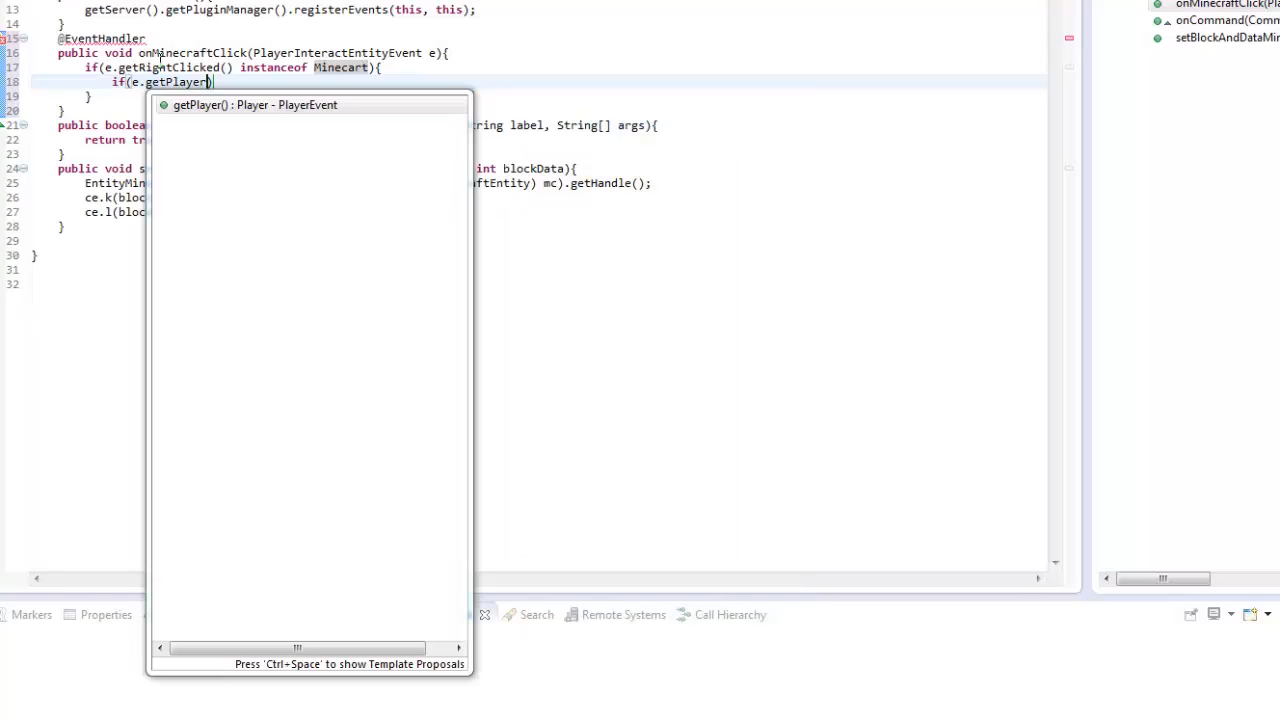 onMinecraftClick(Pla
13 getServer().getPluginManager().registerEvents(this, this);
14 }
onCommand(Comm
15 @EventHandler
setBlockAndDataMin
16 public void onMinecraftClick(PlayerInteractEntityEvent e){
17 if(e.getRightClicked() instanceof Minecart){
18 if(e.getPlayer)
19 }
20 }
21 public boolea ring label, String[] args){
22 return tr
23 }
24 public void s int blockData){
25 EntityMin ftEntity) mc).getHandle();
26 ce.k(bloc
27 ce.l(bloc
28 }
29
30 }
31
32
getPlayer() : Player - PlayerEvent
Press 'Ctrl+Space' to show Template Proposals
Markers Properties Search Remote Systems Call Hierarchy